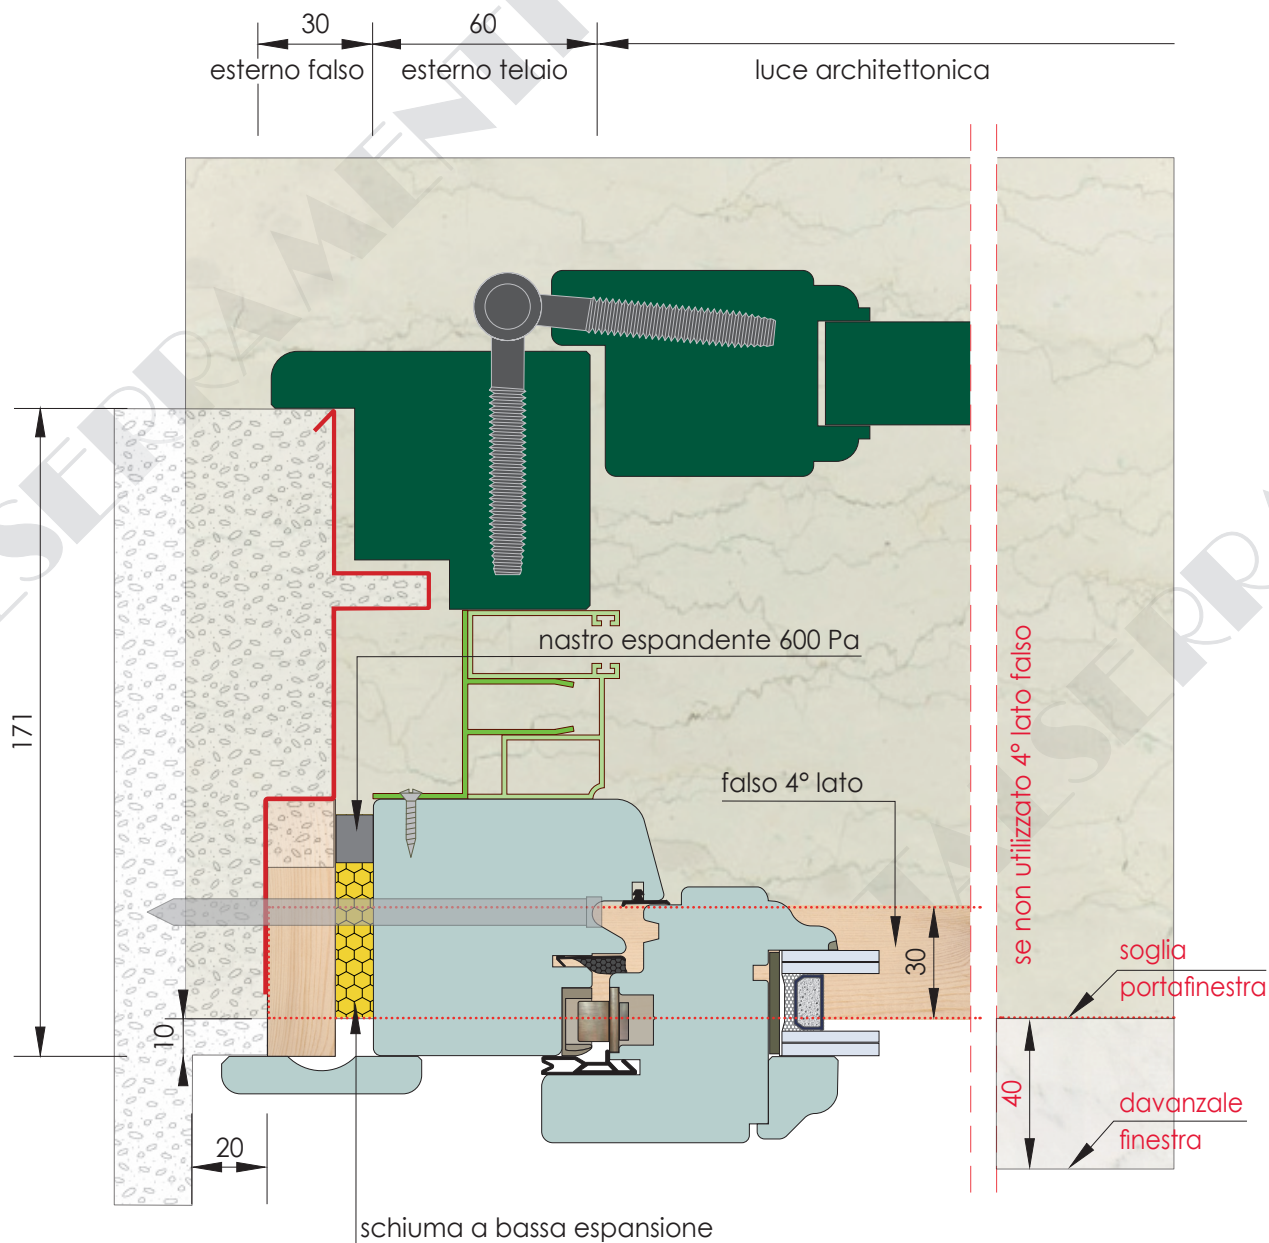 30
60
esterno falso
esterno telaio
luce architettonica
171
nastro espandente 600 Pa
falso 4° lato
se non utilizzato 4° lato falso
30
soglia
portafinestra
10
40
davanzale
finestra
20
schiuma a bassa espansione